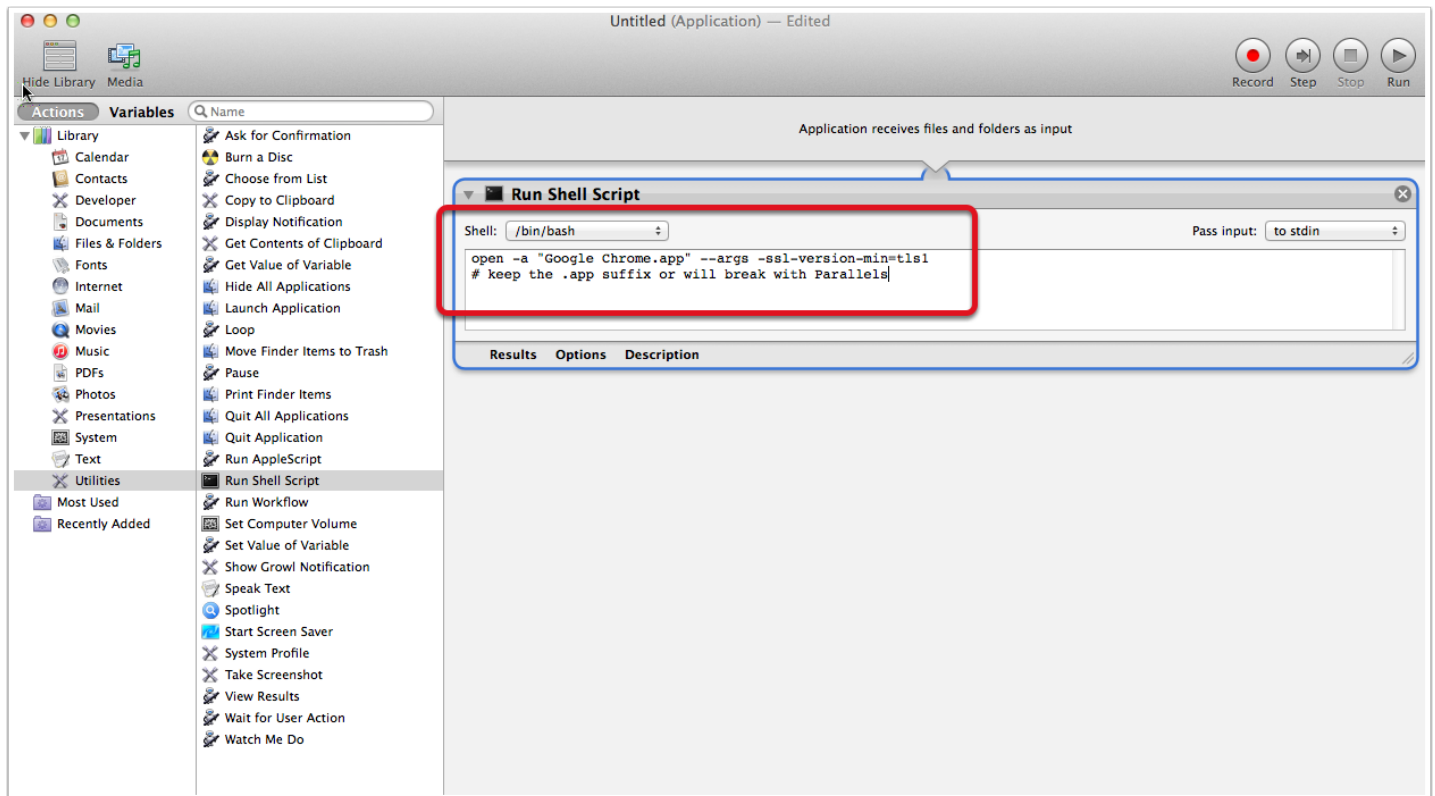 Untitled (Application) — Edited
Hide Library Media
Record Step Stop Run
Actions Variables Name
Application receives files and folders as input
Library
Calendar
Contacts
Developer
Documents
Files & Folders
Fonts
Internet
Mail
Movies
Music
PDFs
Photos
Presentations
System
Text
Utilities
Most Used
Recently Added
Ask for Confirmation
Burn a Disc
Choose from List
Copy to Clipboard
Display Notification
Get Contents of Clipboard
Get Value of Variable
Hide All Applications
Launch Application
Loop
Move Finder Items to Trash
Pause
Print Finder Items
Quit All Applications
Quit Application
Run AppleScript
Run Shell Script
Run Workflow
Set Computer Volume
Set Value of Variable
Show Growl Notification
Speak Text
Spotlight
Start Screen Saver
System Profile
Take Screenshot
View Results
Wait for User Action
Watch Me Do
Run Shell Script
Shell: /bin/bash Pass input: to stdin
open -a "Google Chrome.app" --args -ssl-version-min=tls1
# keep the .app suffix or will break with Parallels
Results Options Description